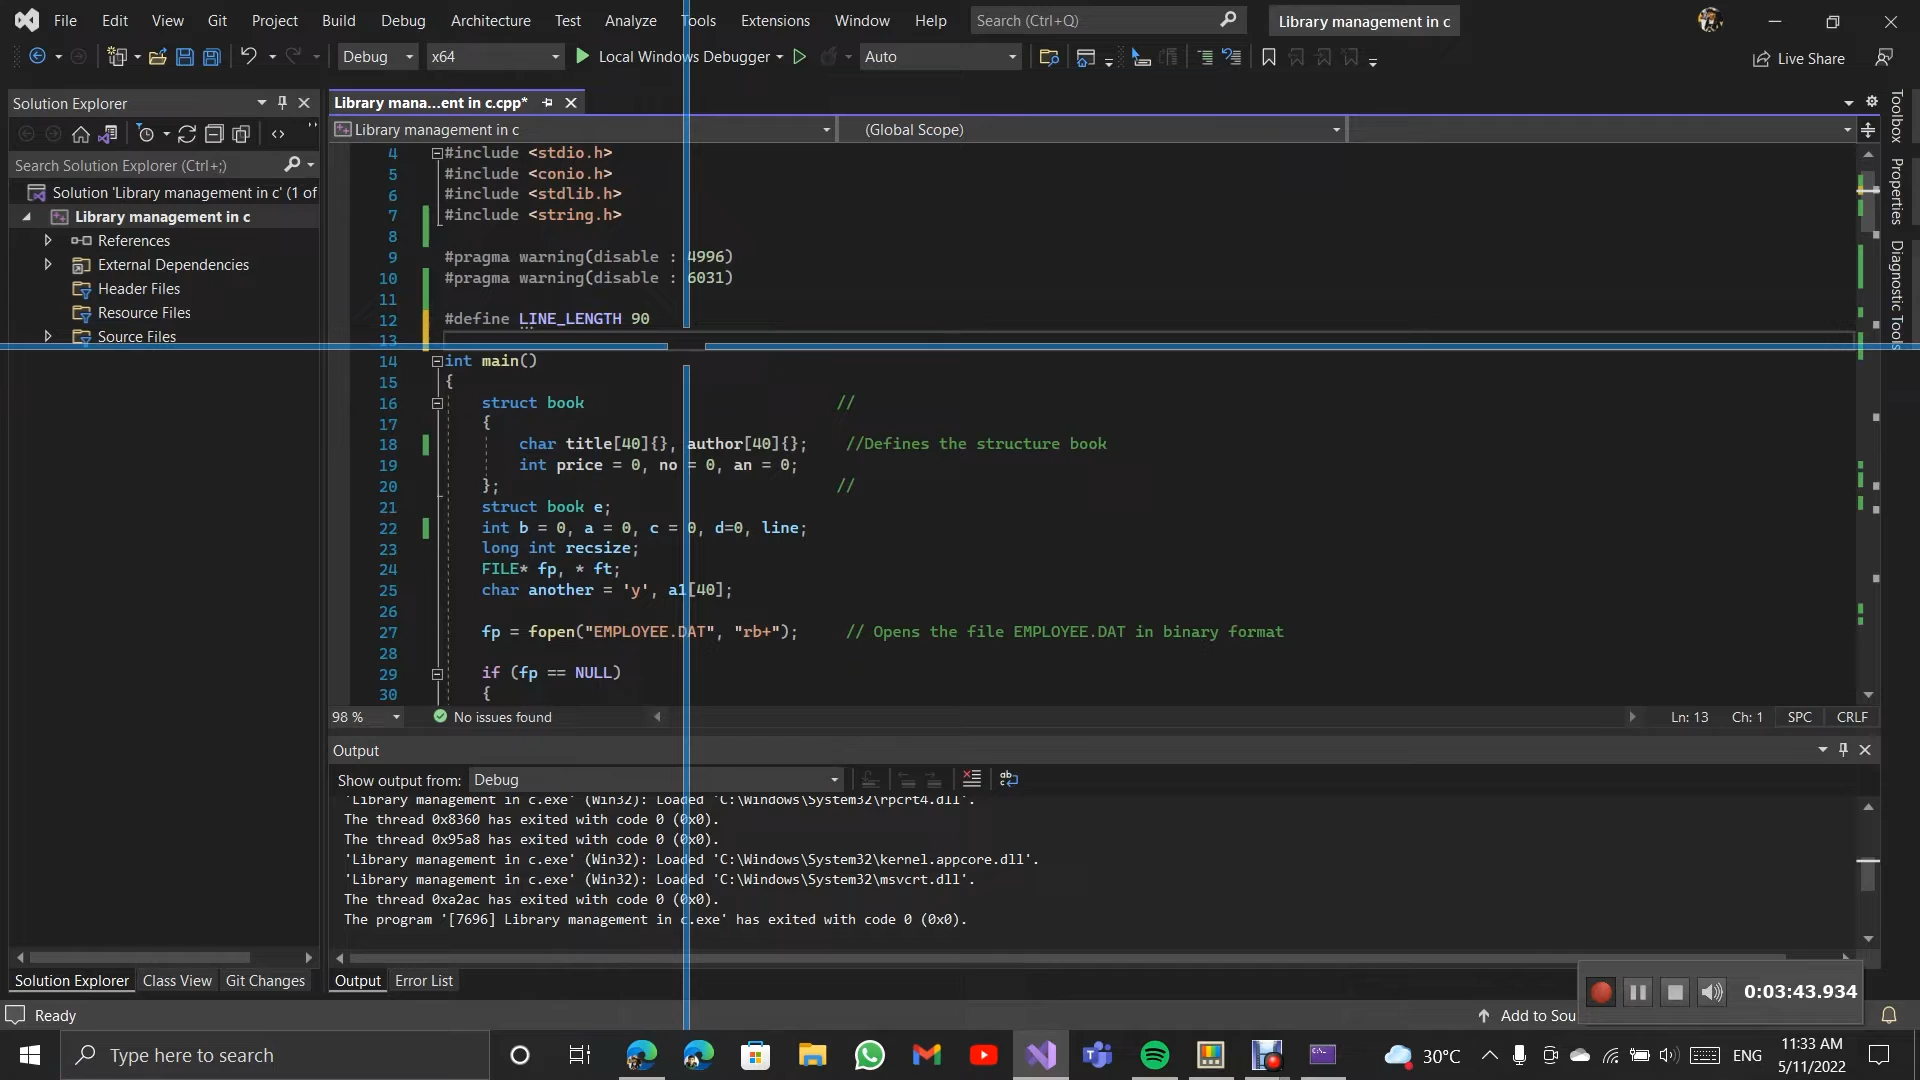 File Edit View Git Project Build Debug Architecture Test Analyze Tools Extensions Window Help Search (Ctrl+Q) Library management in c
Debug x64 Local Windows Debugger Auto Live Share
Solution Explorer
Search Solution Explorer (Ctrl+;)
Solution 'Library management in c' (1 of
Library management in c
References
External Dependencies
Header Files
Resource Files
Source Files
Solution Explorer Class View Git Changes
Library mana...ent in c.cpp*
Library management in c (Global Scope)
4 #include <stdio.h>
5 #include <conio.h>
6 #include <stdlib.h>
7 #include <string.h>
8
9 #pragma warning(disable : 4996)
10 #pragma warning(disable : 6031)
11
12 #define LINE_LENGTH 90
13
14 int main()
15 {
16 struct book //
17 {
18 char title[40]{}, author[40]{}; //Defines the structure book
19 int price = 0, no = 0, an = 0;
20 }; //
21 struct book e;
22 int b = 0, a = 0, c = 0, d=0, line;
23 long int recsize;
24 FILE* fp, * ft;
25 char another = 'y', a1[40];
26
27 fp = fopen("EMPLOYEE.DAT", "rb+"); // Opens the file EMPLOYEE.DAT in binary format
28
29 if (fp == NULL)
30 {
98 % No issues found Ln: 13 Ch: 1 SPC CRLF
Output
Show output from: Debug
'Library management in c.exe' (Win32): Loaded 'C:\Windows\System32\rpcrt4.dll'.
The thread 0x8360 has exited with code 0 (0x0).
The thread 0x95a8 has exited with code 0 (0x0).
'Library management in c.exe' (Win32): Loaded 'C:\Windows\System32\kernel.appcore.dll'.
'Library management in c.exe' (Win32): Loaded 'C:\Windows\System32\msvcrt.dll'.
The thread 0xa2ac has exited with code 0 (0x0).
The program '[7696] Library management in c.exe' has exited with code 0 (0x0).
Output Error List
Toolbox
Properties
Diagnostic Tools
0:03:43.934
Ready Add to Sou
Type here to search 30°C ENG 11:33 AM
5/11/2022